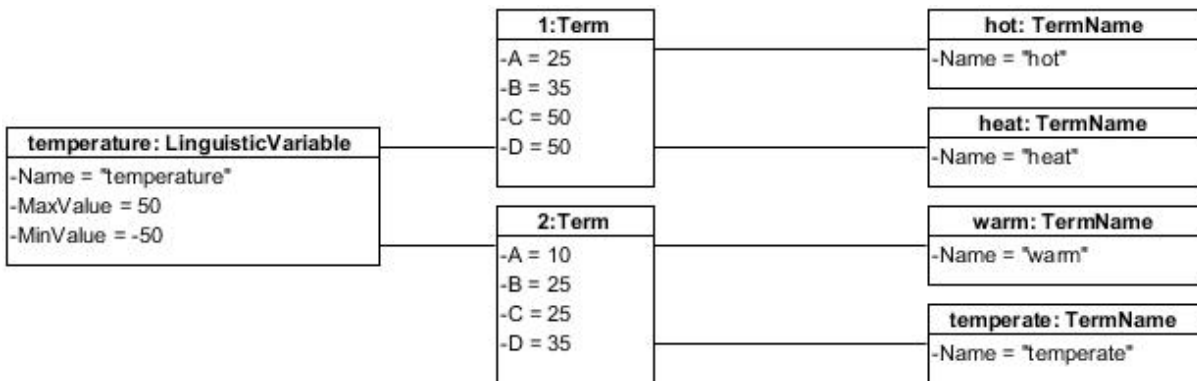 temperature: LinguisticVariable
-Name = "temperature"
-MaxValue = 50
-MinValue = -50
1:Term
-A = 25
-B = 35
-C = 50
-D = 50
2:Term
-A = 10
-B = 25
-C = 25
-D = 35
hot: TermName
-Name = "hot"
heat: TermName
-Name = "heat"
warm: TermName
-Name = "warm"
temperate: TermName
-Name = "temperate"